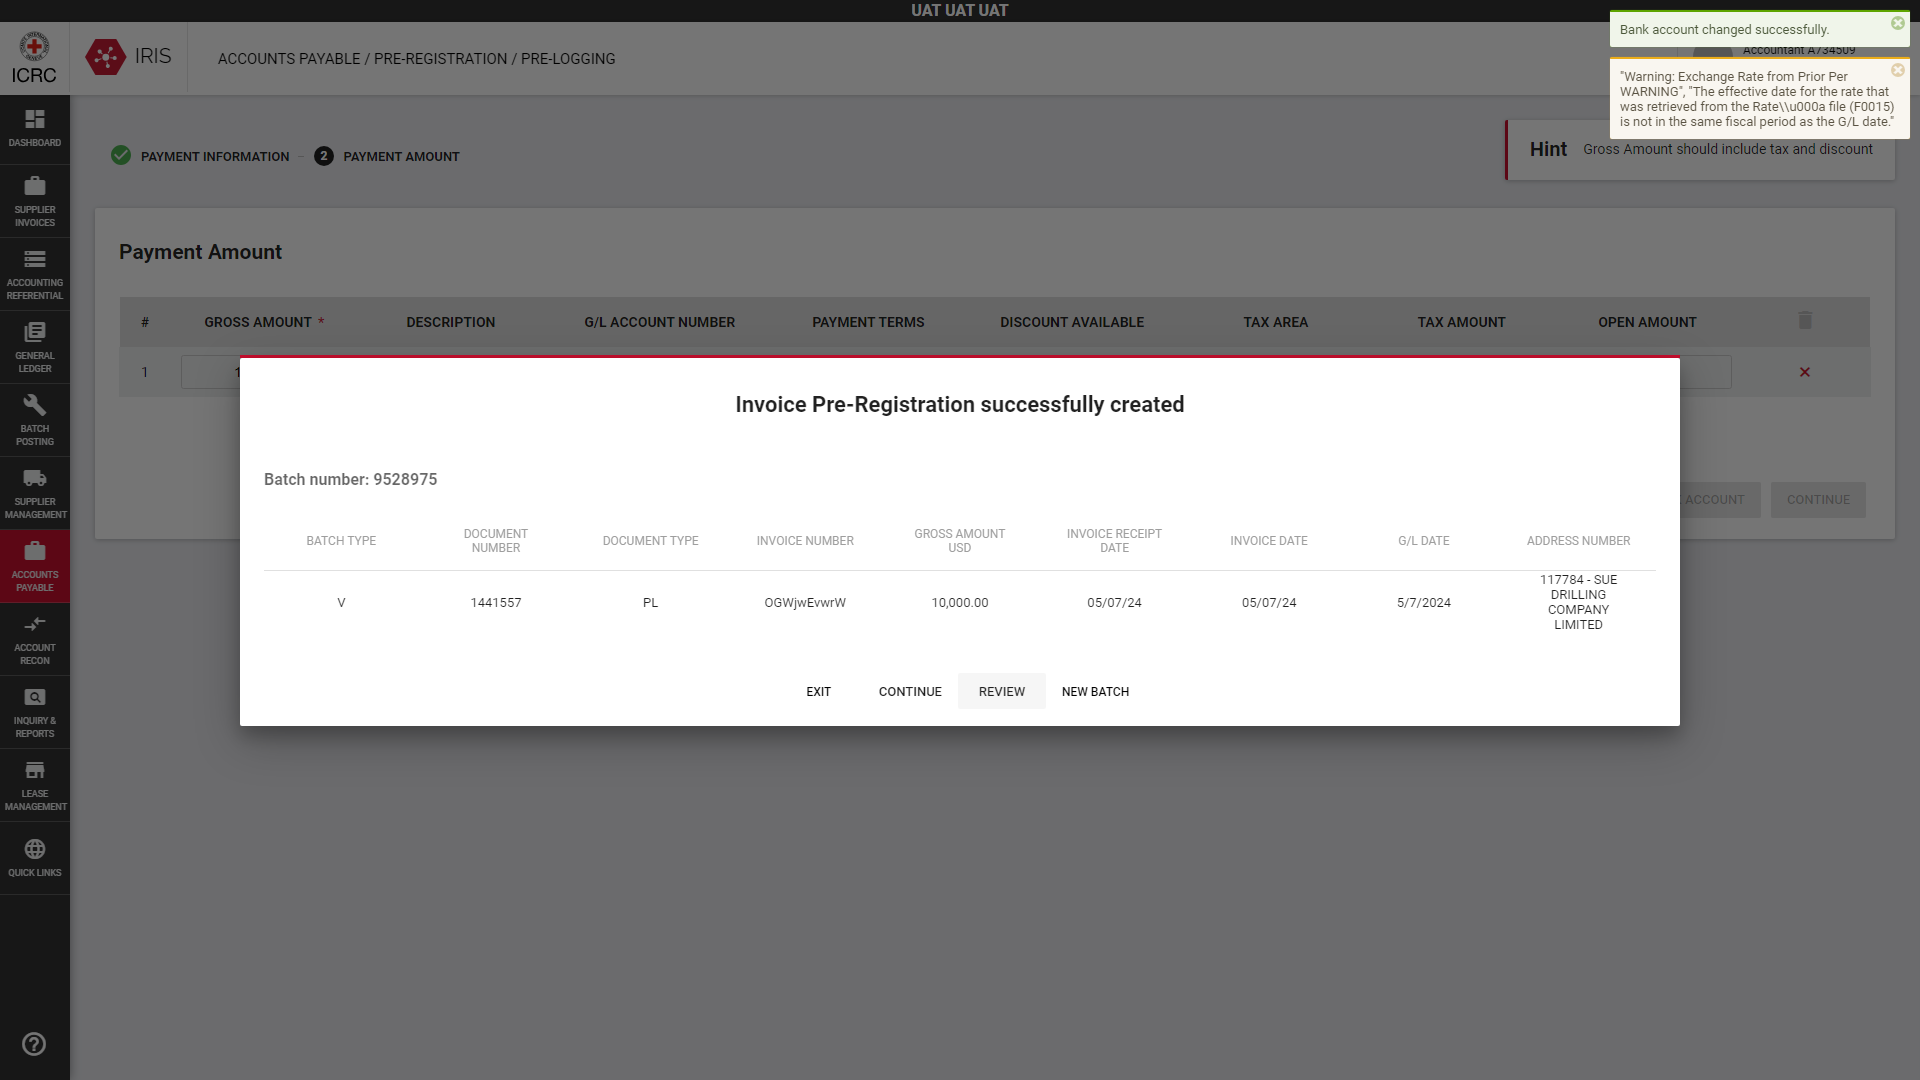 UAT UAT UAT
ICRC
IRIS
ACCOUNTS PAYABLE / PRE-REGISTRATION / PRE-LOGGING
Bank account changed successfully.
Accountant A734509
"Warning: Exchange Rate from Prior Per
WARNING", "The effective date for the rate that
was retrieved from the Rate\\u000a file (F0015)
is not in the same fiscal period as the G/L date."
DASHBOARD
SUPPLIER
INVOICES
ACCOUNTING
REFERENTIAL
GENERAL
LEDGER
BATCH
POSTING
SUPPLIER
MANAGEMENT
ACCOUNTS
PAYABLE
ACCOUNT
RECON
INQUIRY &
REPORTS
LEASE
MANAGEMENT
QUICK LINKS
PAYMENT INFORMATION
2 PAYMENT AMOUNT
Hint Gross Amount should include tax and discount
Payment Amount
# GROSS AMOUNT * DESCRIPTION G/L ACCOUNT NUMBER PAYMENT TERMS DISCOUNT AVAILABLE TAX AREA TAX AMOUNT OPEN AMOUNT
1 1
Invoice Pre-Registration successfully created
Batch number: 9528975
BATCH TYPE
DOCUMENT
NUMBER
DOCUMENT TYPE
INVOICE NUMBER
GROSS AMOUNT
USD
INVOICE RECEIPT
DATE
INVOICE DATE
G/L DATE
ADDRESS NUMBER
V 1441557 PL OGWjwEvwrW 10,000.00 05/07/24 05/07/24 5/7/2024
117784 - SUE
DRILLING
COMPANY
LIMITED
EXIT CONTINUE REVIEW NEW BATCH
ACCOUNT
CONTINUE